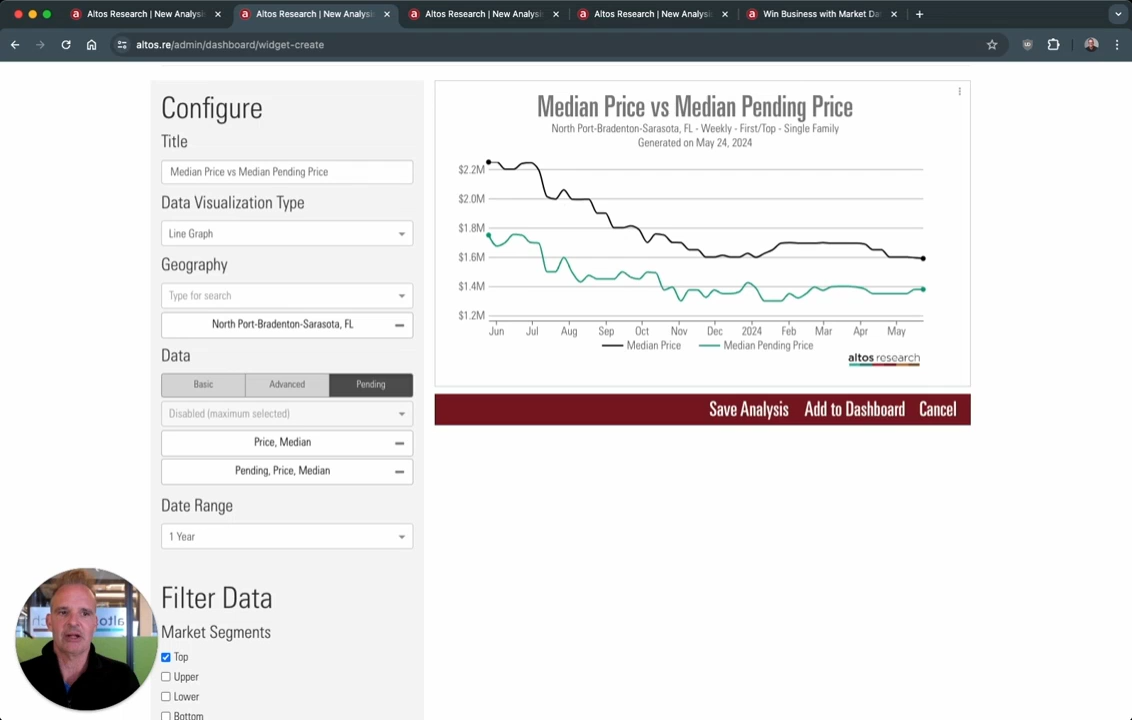 Altos Research | New Analysis
Altos Research | New Analysis
Altos Research | New Analysis
Altos Research | New Analysis
Win Business with Market Da
altos.re/admin/dashboard/widget-create
Configure
Title
Median Price vs Median Pending Price
Data Visualization Type
Line Graph
Geography
Type for search
North Port-Bradenton-Sarasota, FL
Data
Basic Advanced Pending
Disabled (maximum selected)
Price, Median
Pending, Price, Median
Date Range
1 Year
Filter Data
Market Segments
Top
Upper
Lower
Bottom
Median Price vs Median Pending Price
North Port-Bradenton-Sarasota, FL - Weekly - First/Top - Single Family
Generated on May 24, 2024
$2.2M
$2.0M
$1.8M
$1.6M
$1.4M
$1.2M
Jun Jul Aug Sep Oct Nov Dec 2024 Feb Mar Apr May
Median Price Median Pending Price
altos research
Save Analysis Add to Dashboard Cancel